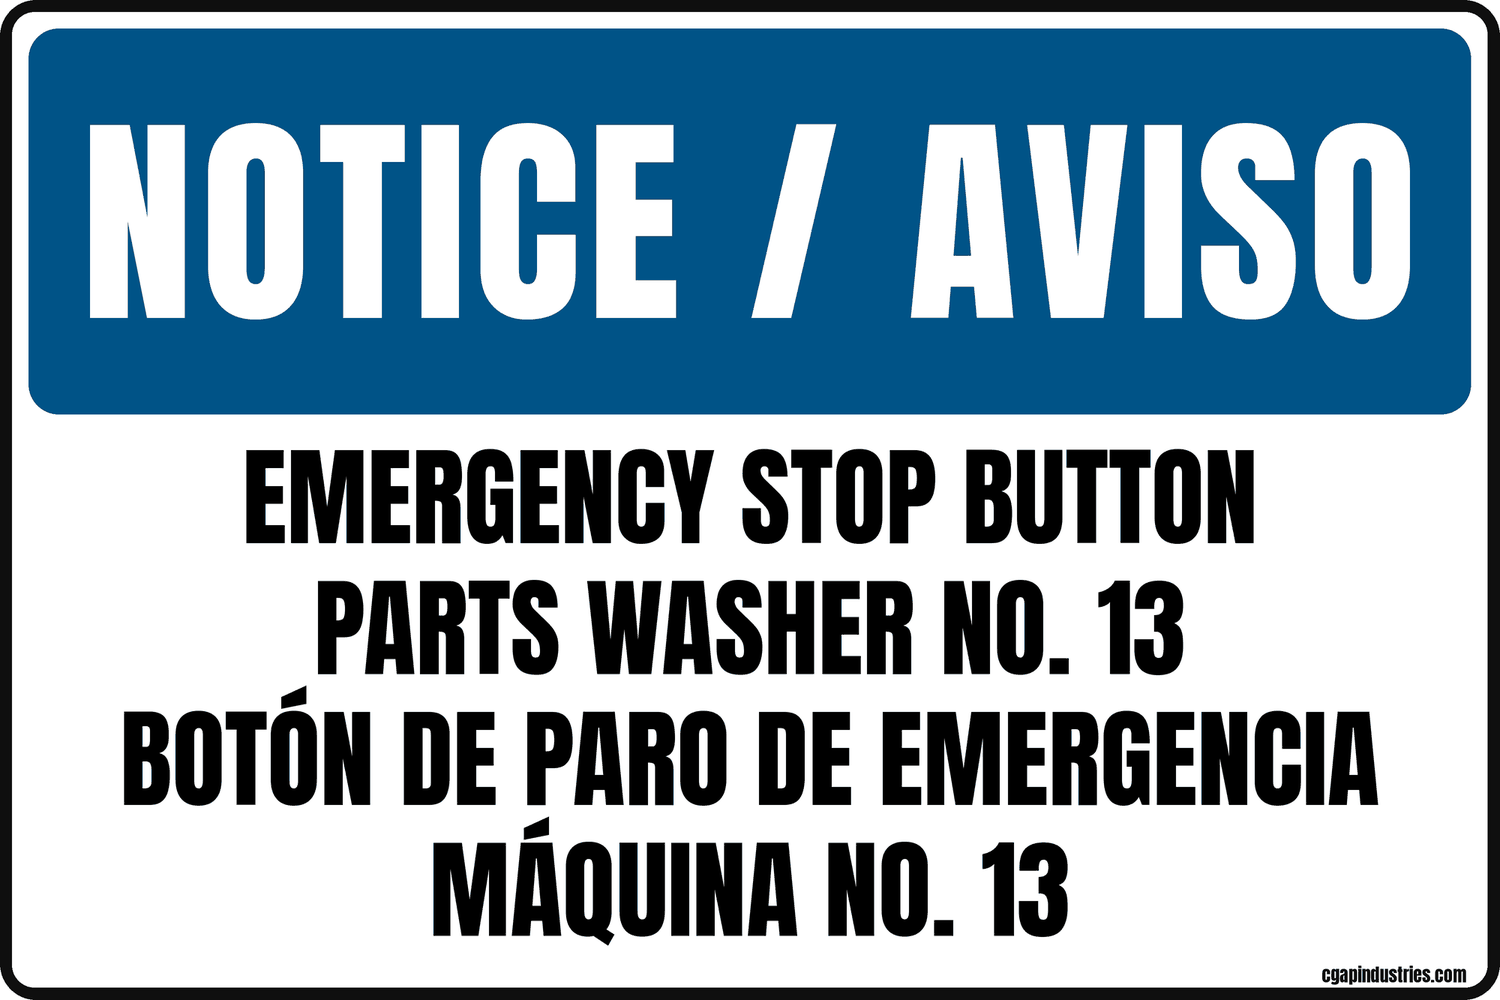 NOTICE / AVISO
EMERGENCY STOP BUTTON
PARTS WASHER NO. 13
BOTÓN DE PARO DE EMERGENCIA
MÁQUINA NO. 13
cgapindustries.com